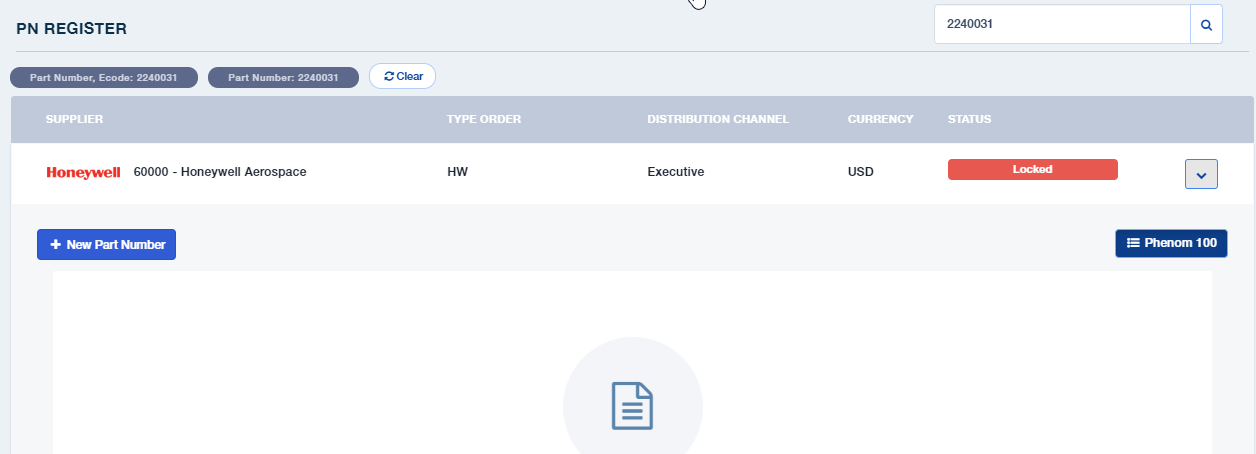 PN REGISTER
2240031
Part Number, Ecode: 2240031 Part Number: 2240031 Clear
SUPPLIER TYPE ORDER DISTRIBUTION CHANNEL CURRENCY STATUS
Honeywell 60000 - Honeywell Aerospace HW Executive USD Locked
New Part Number Phenom 100